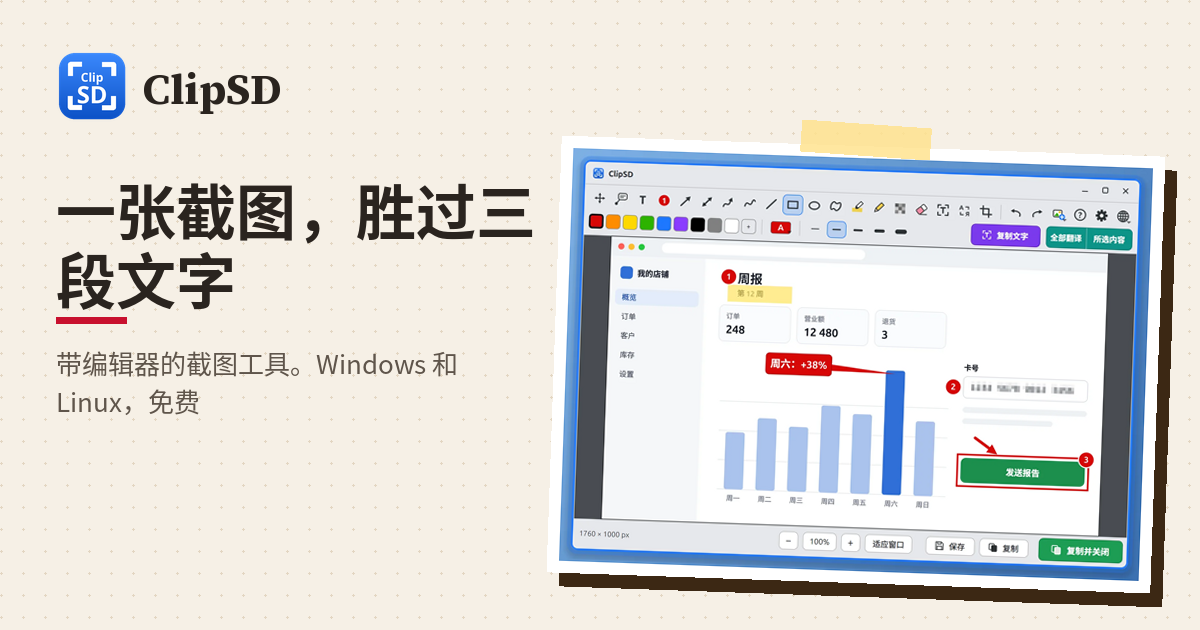 Clip
SD
ClipSD
一张截图，胜过三
段文字
带编辑器的截图工具。Windows 和
Linux，免费
ClipSD
T
1
A
复制文字
全部翻译
所选内容
我的店铺
概览
订单
客户
库存
设置
1 周报
第 12 周
订单
248
营业额
12 480
退货
3
周六：+38%
卡号
2
3
发送报告
周一
周二
周三
周四
周五
周六
周日
1760 × 1000 px
−
100%
+
适应窗口
保存
复制
复制并关闭